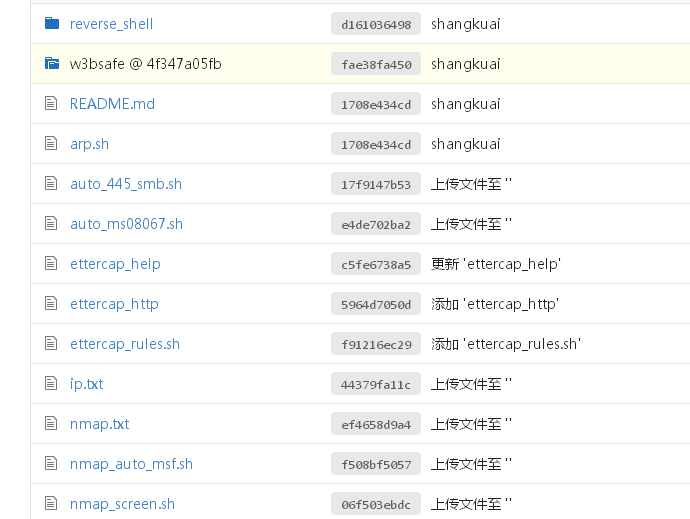 reverse_shell d161036498 shangkuai
w3bsafe @ 4f347a05fb fae38fa450 shangkuai
README.md 1708e434cd shangkuai
arp.sh 1708e434cd shangkuai
auto_445_smb.sh 17f9147b53 上传文件至 ''
auto_ms08067.sh e4de702ba2 上传文件至 ''
ettercap_help c5fe6738a5 更新 'ettercap_help'
ettercap_http 5964d7050d 添加 'ettercap_http'
ettercap_rules.sh f91216ec29 添加 'ettercap_rules.sh'
ip.txt 44379fa11c 上传文件至 ''
nmap.txt ef4658d9a4 上传文件至 ''
nmap_auto_msf.sh f508bf5057 上传文件至 ''
nmap_screen.sh 06f503ebdc 上传文件至 ''